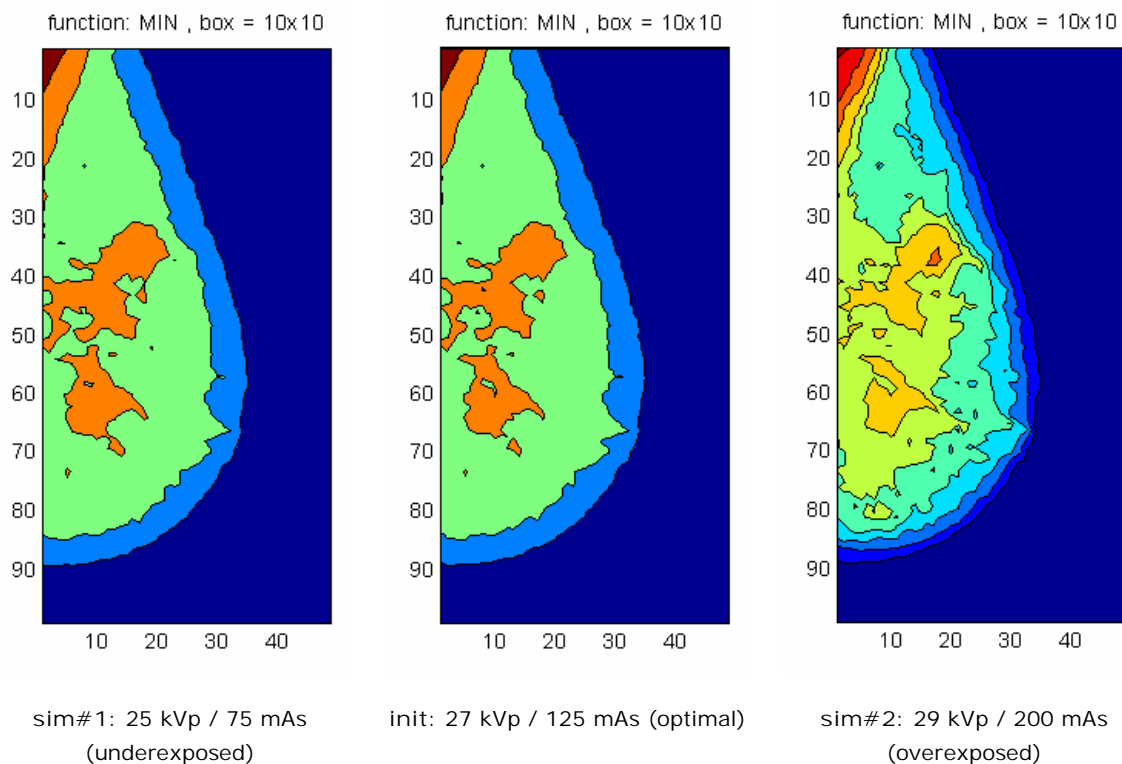 function: MIN , box = 10x10
function: MIN , box = 10x10
function: MIN , box = 10x10
10
20
30
40
50
60
70
80
90
10 20 30 40
10
20
30
40
50
60
70
80
90
10 20 30 40
10
20
30
40
50
60
70
80
90
10 20 30 40
sim#1: 25 kVp / 75 mAs
(underexposed)
init: 27 kVp / 125 mAs (optimal)
sim#2: 29 kVp / 200 mAs
(overexposed)